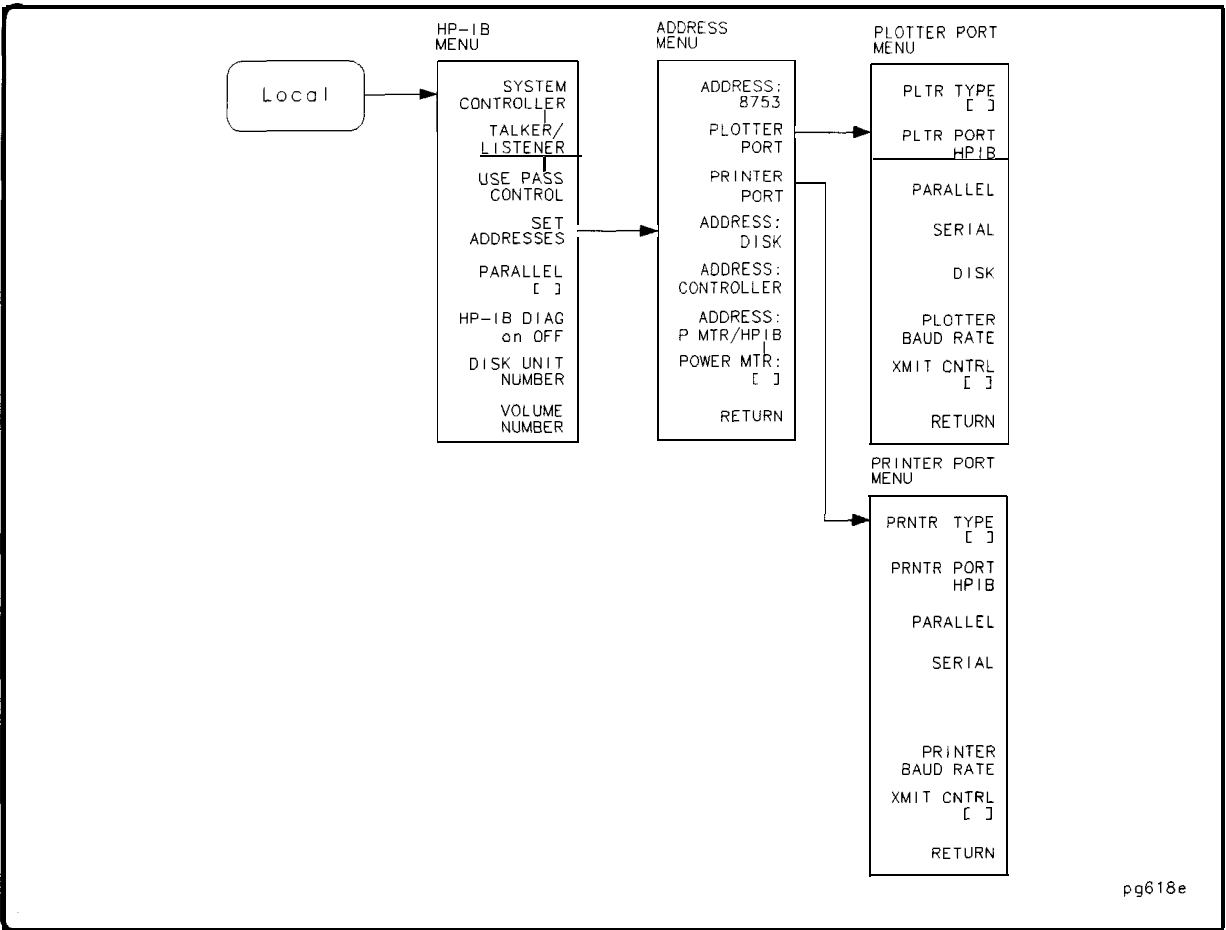 Local
HP-IB
MENU
SYSTEM
CONTROLLER
TALKER/
LISTENER
USE PASS
CONTROL
SET
ADDRESSES
PARALLEL
[ ]
HP-IB DIAG
on OFF
DISK UNIT
NUMBER
VOLUME
NUMBER
ADDRESS
MENU
ADDRESS:
8753
PLOTTER
PORT
PRINTER
PORT
ADDRESS:
DISK
ADDRESS:
CONTROLLER
ADDRESS:
P MTR/HPIB
POWER MTR:
[ ]
RETURN
PLOTTER PORT
MENU
PLTR TYPE
[ ]
PLTR PORT
HPIB
PARALLEL
SERIAL
DISK
PLOTTER
BAUD RATE
XMIT CNTRL
[ ]
RETURN
PRINTER PORT
MENU
PRNTR TYPE
[ ]
PRNTR PORT
HPIB
PARALLEL
SERIAL
PRINTER
BAUD RATE
XMIT CNTRL
[ ]
RETURN
pg618e